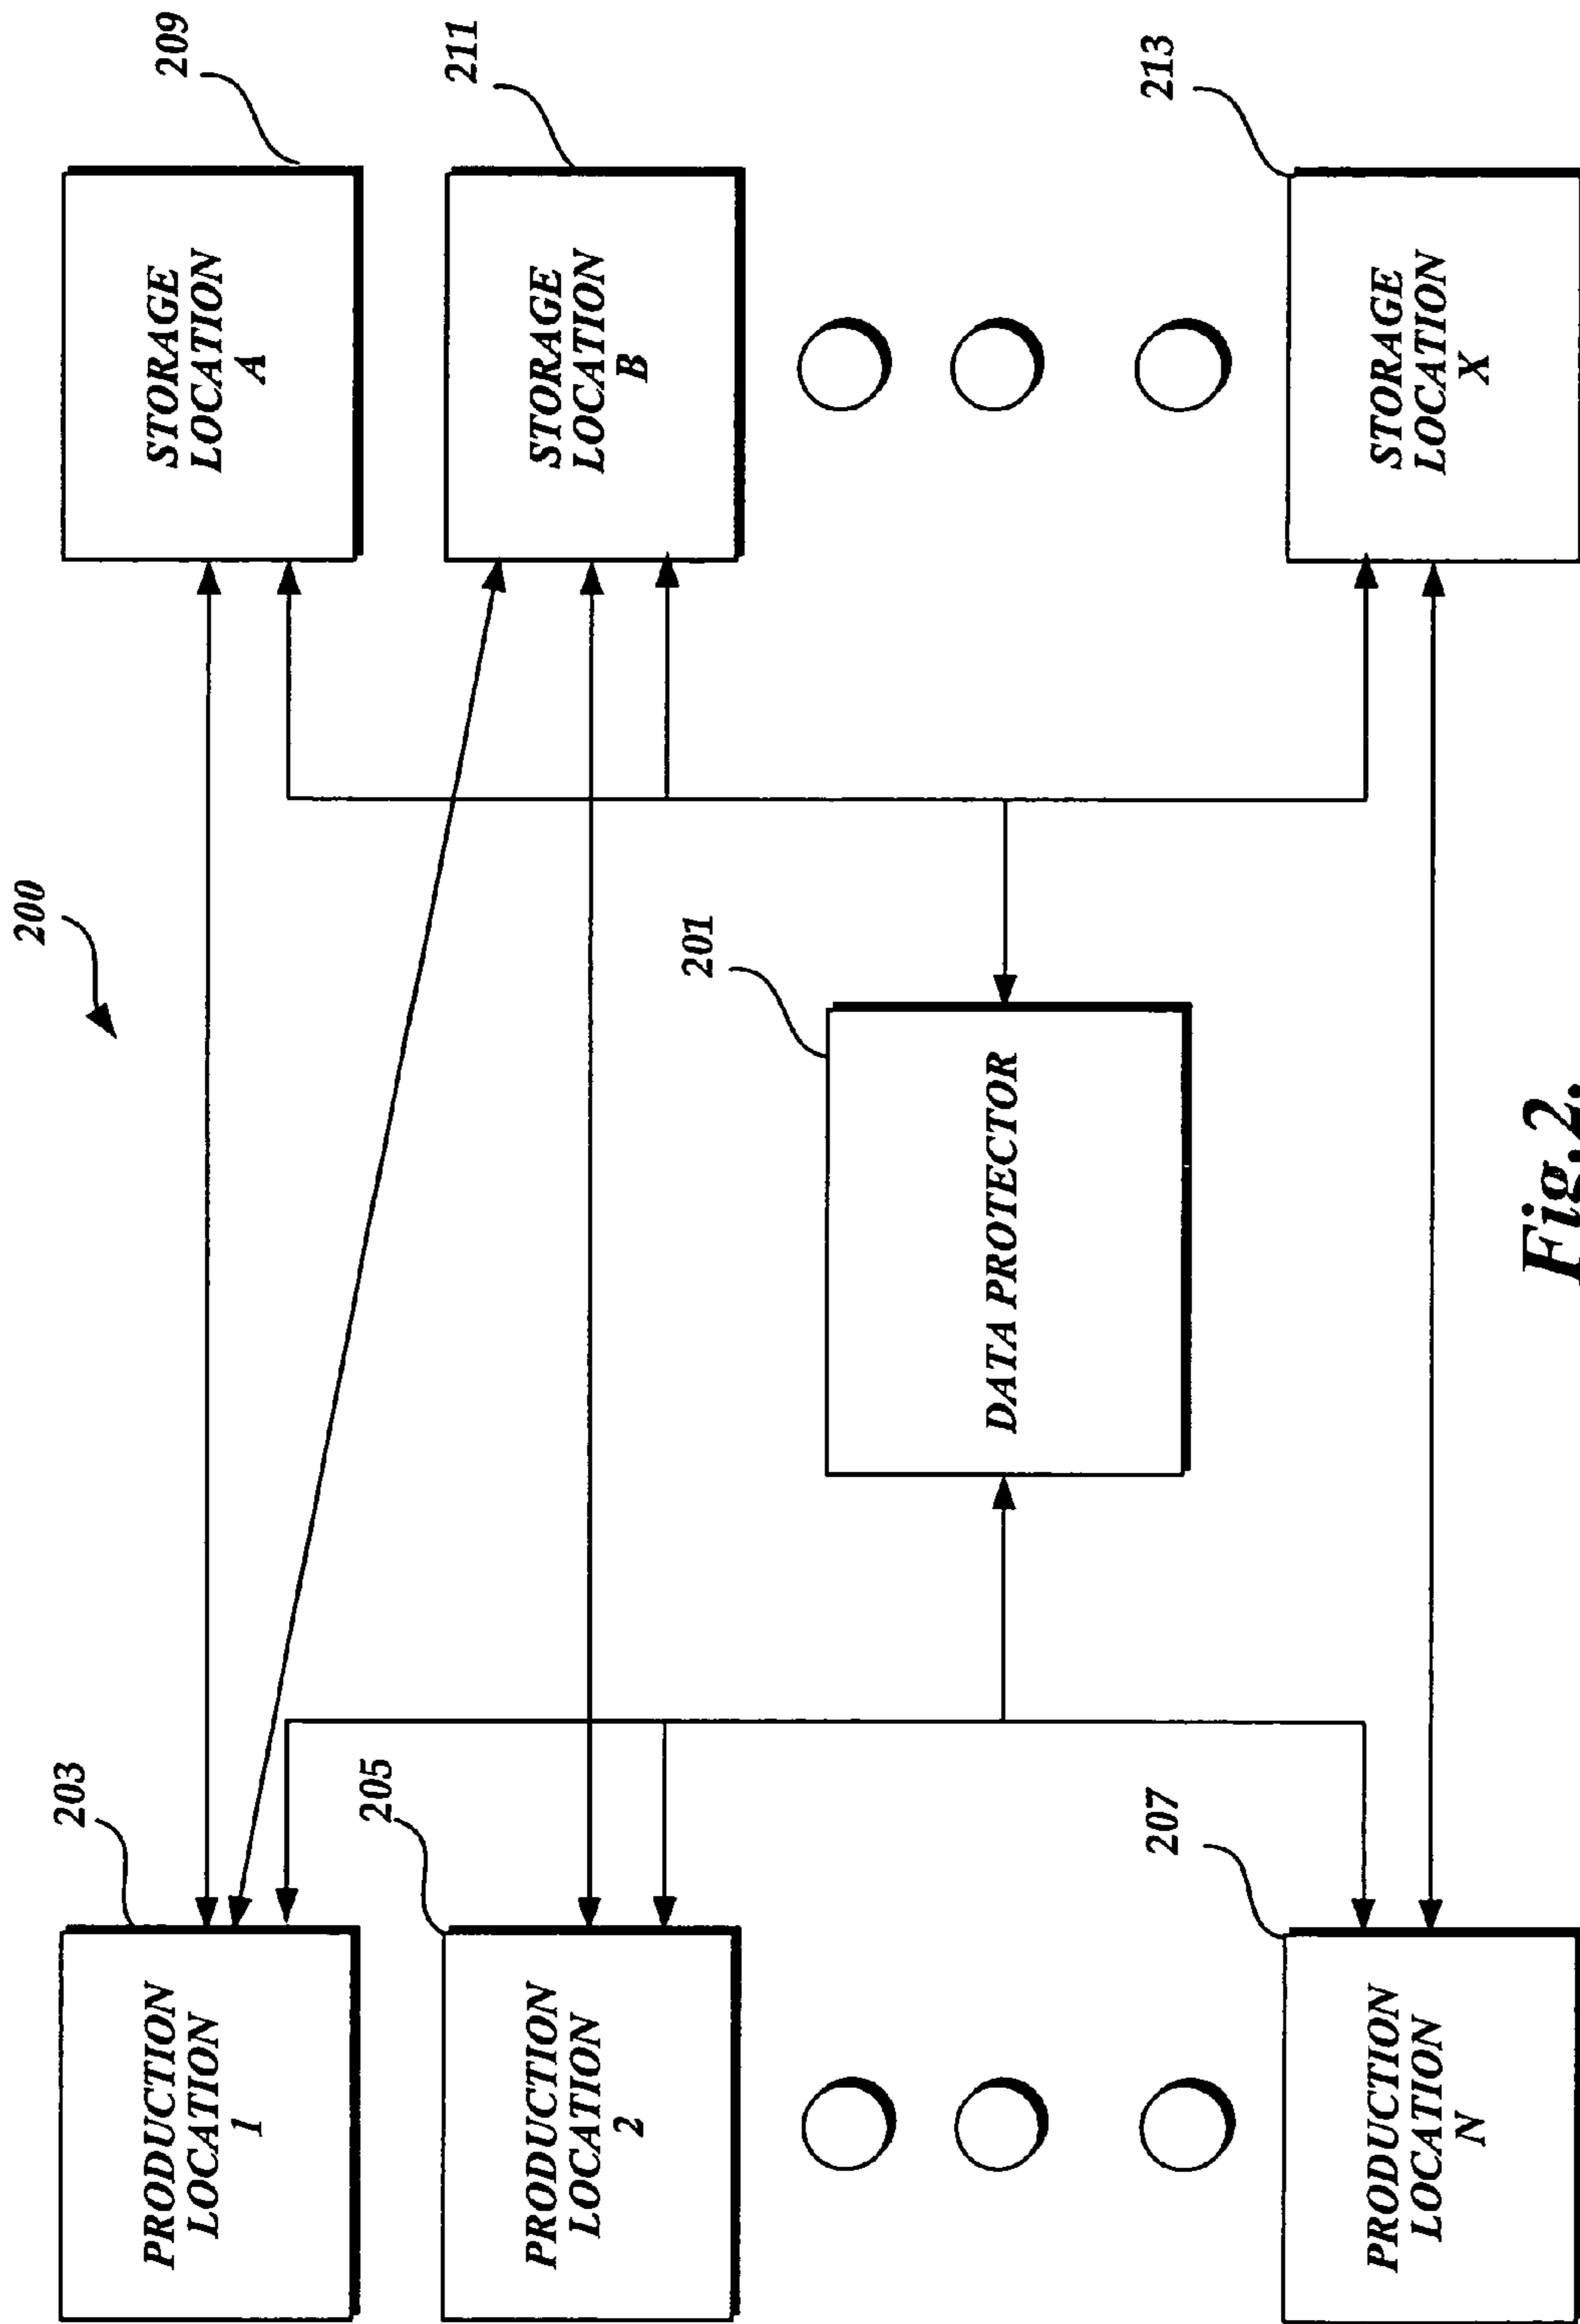 200
203
PRODUCTION
LOCATION
1
205
PRODUCTION
LOCATION
2
207
PRODUCTION
LOCATION
N
201
DATA PROTECTOR
209
STORAGE
LOCATION
A
211
STORAGE
LOCATION
B
213
STORAGE
LOCATION
X
Fig.2.